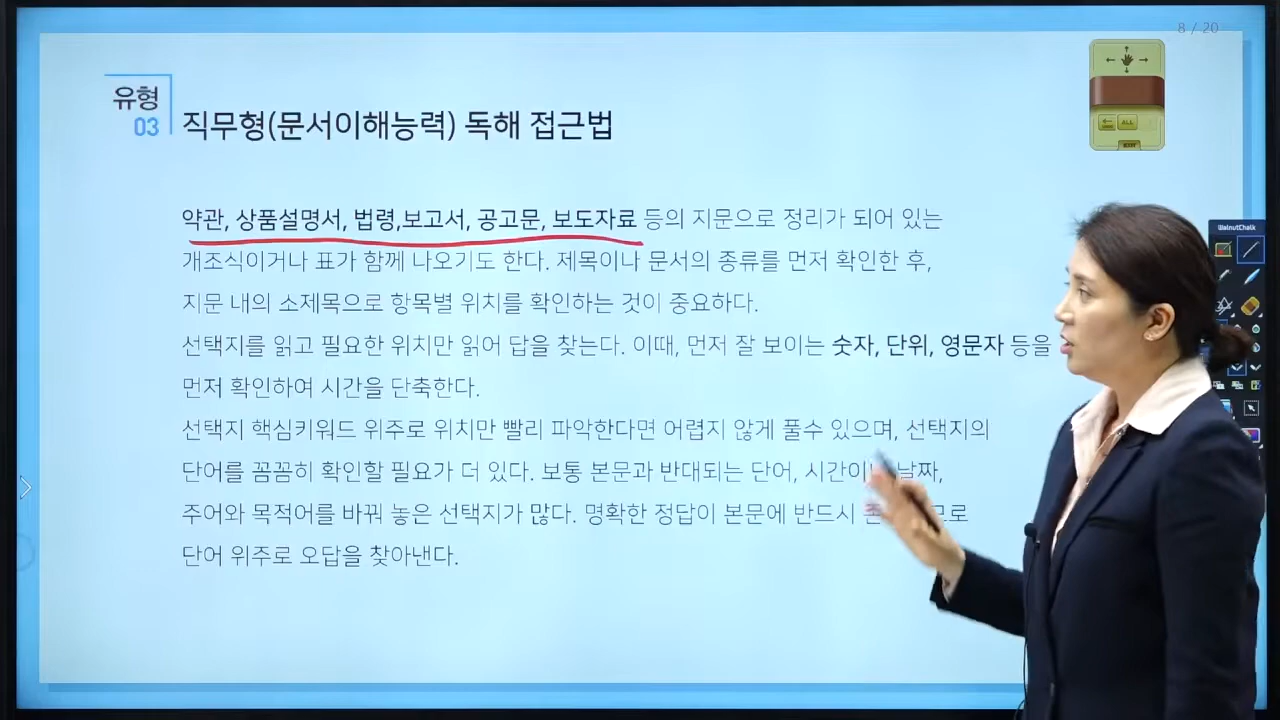 8 / 20
유형
03
직무형(문서이해능력) 독해 접근법
ALL
약관, 상품설명서, 법령,보고서, 공고문, 보도자료 등의 지문으로 정리가 되어 있는
개조식이거나 표가 함께 나오기도 한다. 제목이나 문서의 종류를 먼저 확인한 후,
지문 내의 소제목으로 항목별 위치를 확인하는 것이 중요하다.
선택지를 읽고 필요한 위치만 읽어 답을 찾는다. 이때, 먼저 잘 보이는 숫자, 단위, 영문자 등을
먼저 확인하여 시간을 단축한다.
선택지 핵심키워드 위주로 위치만 빨리 파악한다면 어렵지 않게 풀수 있으며, 선택지의
단어를 꼼꼼히 확인할 필요가 더 있다. 보통 본문과 반대되는 단어, 날짜,
주어와 목적어를 바꿔 놓은 선택지가 많다. 명확한 정답이 본문에 반드시
단어 위주로 오답을 찾아낸다.
WalnutChalk